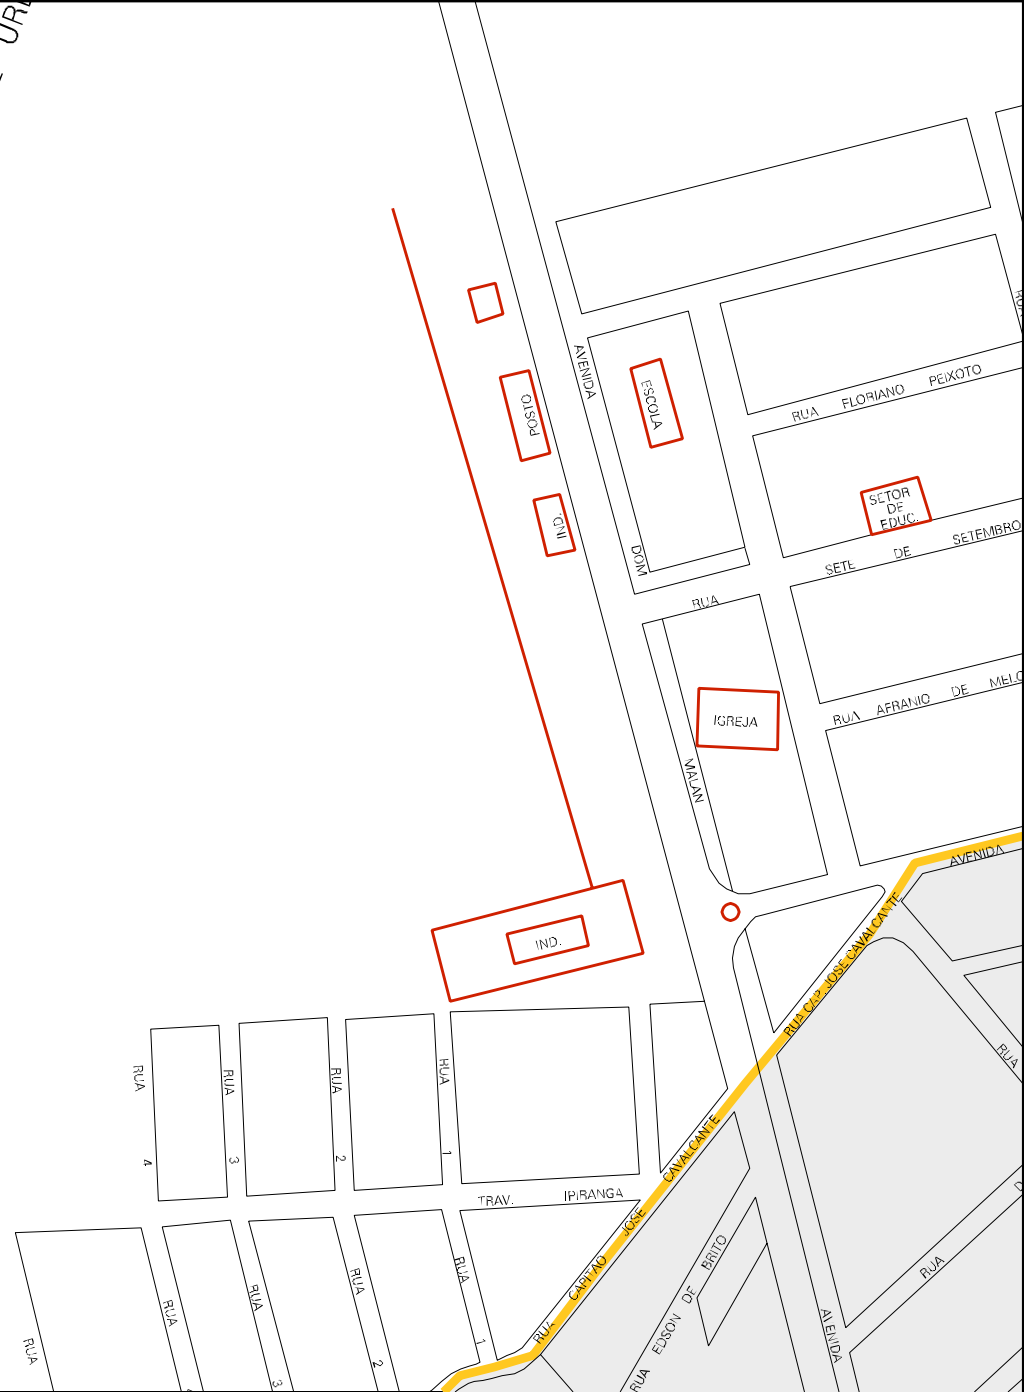 AVENIDA
RUA FLORIANO PEIXOTO
ESCOLA
POSTO
SETOR
DE
EDUC.
IND.
SETE DE SETEMBRO
DOM
RUA
RUA AFRANIO DE MELO
IGREJA
MALAN
AVENIDA
RUA CAP. JOSE CAVALCANTE
IND.
RUA
RUA 4
RUA 3
RUA 2
RUA 1
RUA CAPITAO JOSE CAVALCANTE
TRAV. IPIRANGA
RUA EDSON DE BRITO
RUA
AVENIDA
RUA
RUA
RUA 3
RUA 2
RUA 1